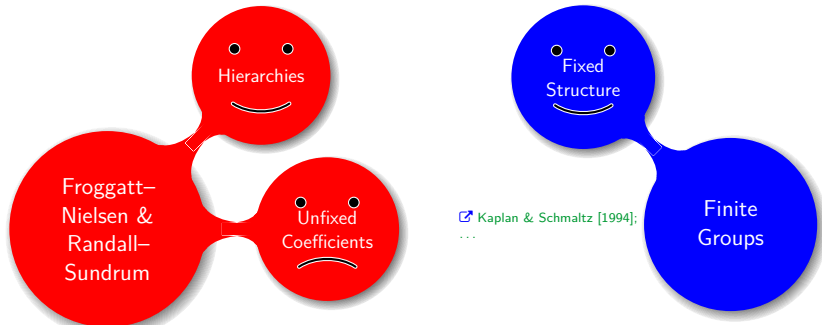 Hierarchies
Froggatt–
Nielsen &
Randall–
Sundrum
Unfixed
Coefficients
Fixed
Structure
Kaplan & Schmaltz [1994];
...
Finite
Groups